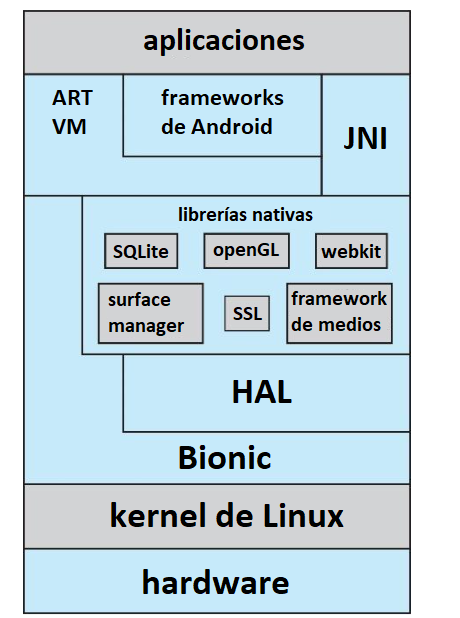 aplicaciones
ART
VM
frameworks
de Android
JNI
librerías nativas
SQLite
openGL
webkit
surface
manager
SSL
framework
de medios
HAL
Bionic
kernel de Linux
hardware